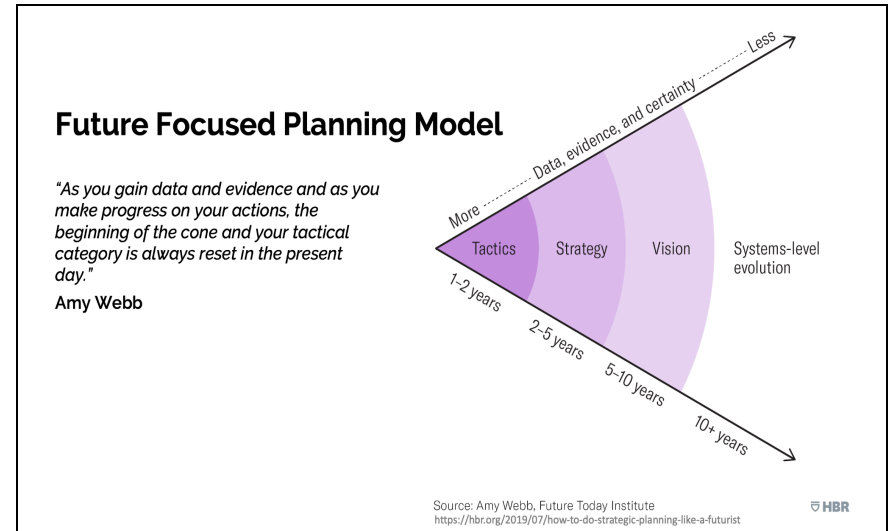 Future Focused Planning Model
“As you gain data and evidence and as you
make progress on your actions, the
beginning of the cone and your tactical
category is always reset in the present
day.”
Amy Webb
More
Data, evidence, and certainty
Less
Tactics
Strategy
Vision
Systems-level
evolution
1–2 years
2–5 years
5–10 years
10+ years
Source: Amy Webb, Future Today Institute
https://hbr.org/2019/07/how-to-do-strategic-planning-like-a-futurist
HBR